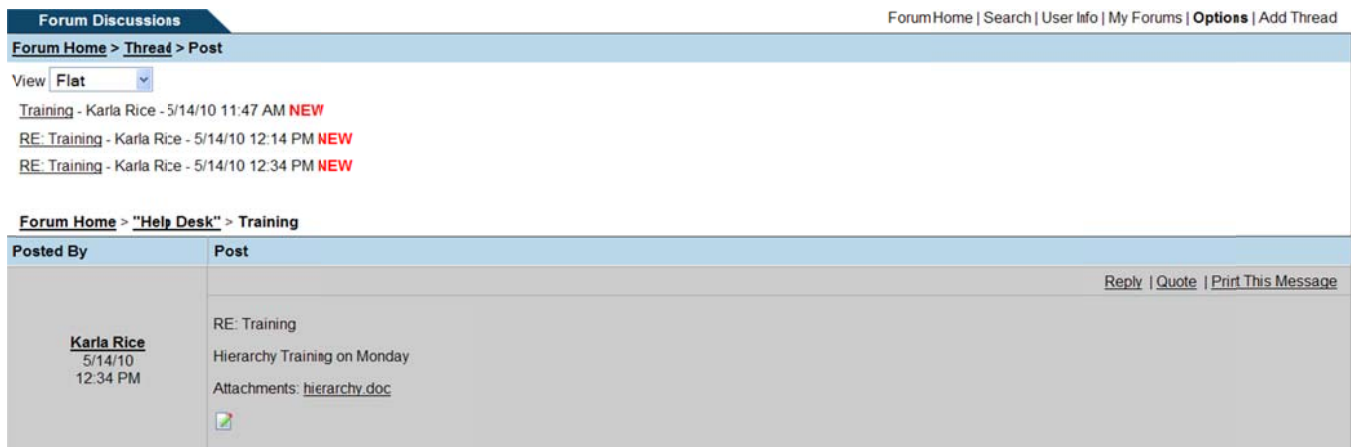 Forum Discussions
Forum Home | Search | User Info | My Forums | Options | Add Thread
Forum Home > Thread > Post
View Flat
Training - Karla Rice - 5/14/10 11:47 AM NEW
RE: Training - Karla Rice - 5/14/10 12:14 PM NEW
RE: Training - Karla Rice - 5/14/10 12:34 PM NEW
Forum Home > "Help Desk" > Training
Posted By Post
Reply | Quote | Print This Message
Karla Rice
5/14/10
12:34 PM
RE: Training
Hierarchy Training on Monday
Attachments: hierarchy.doc